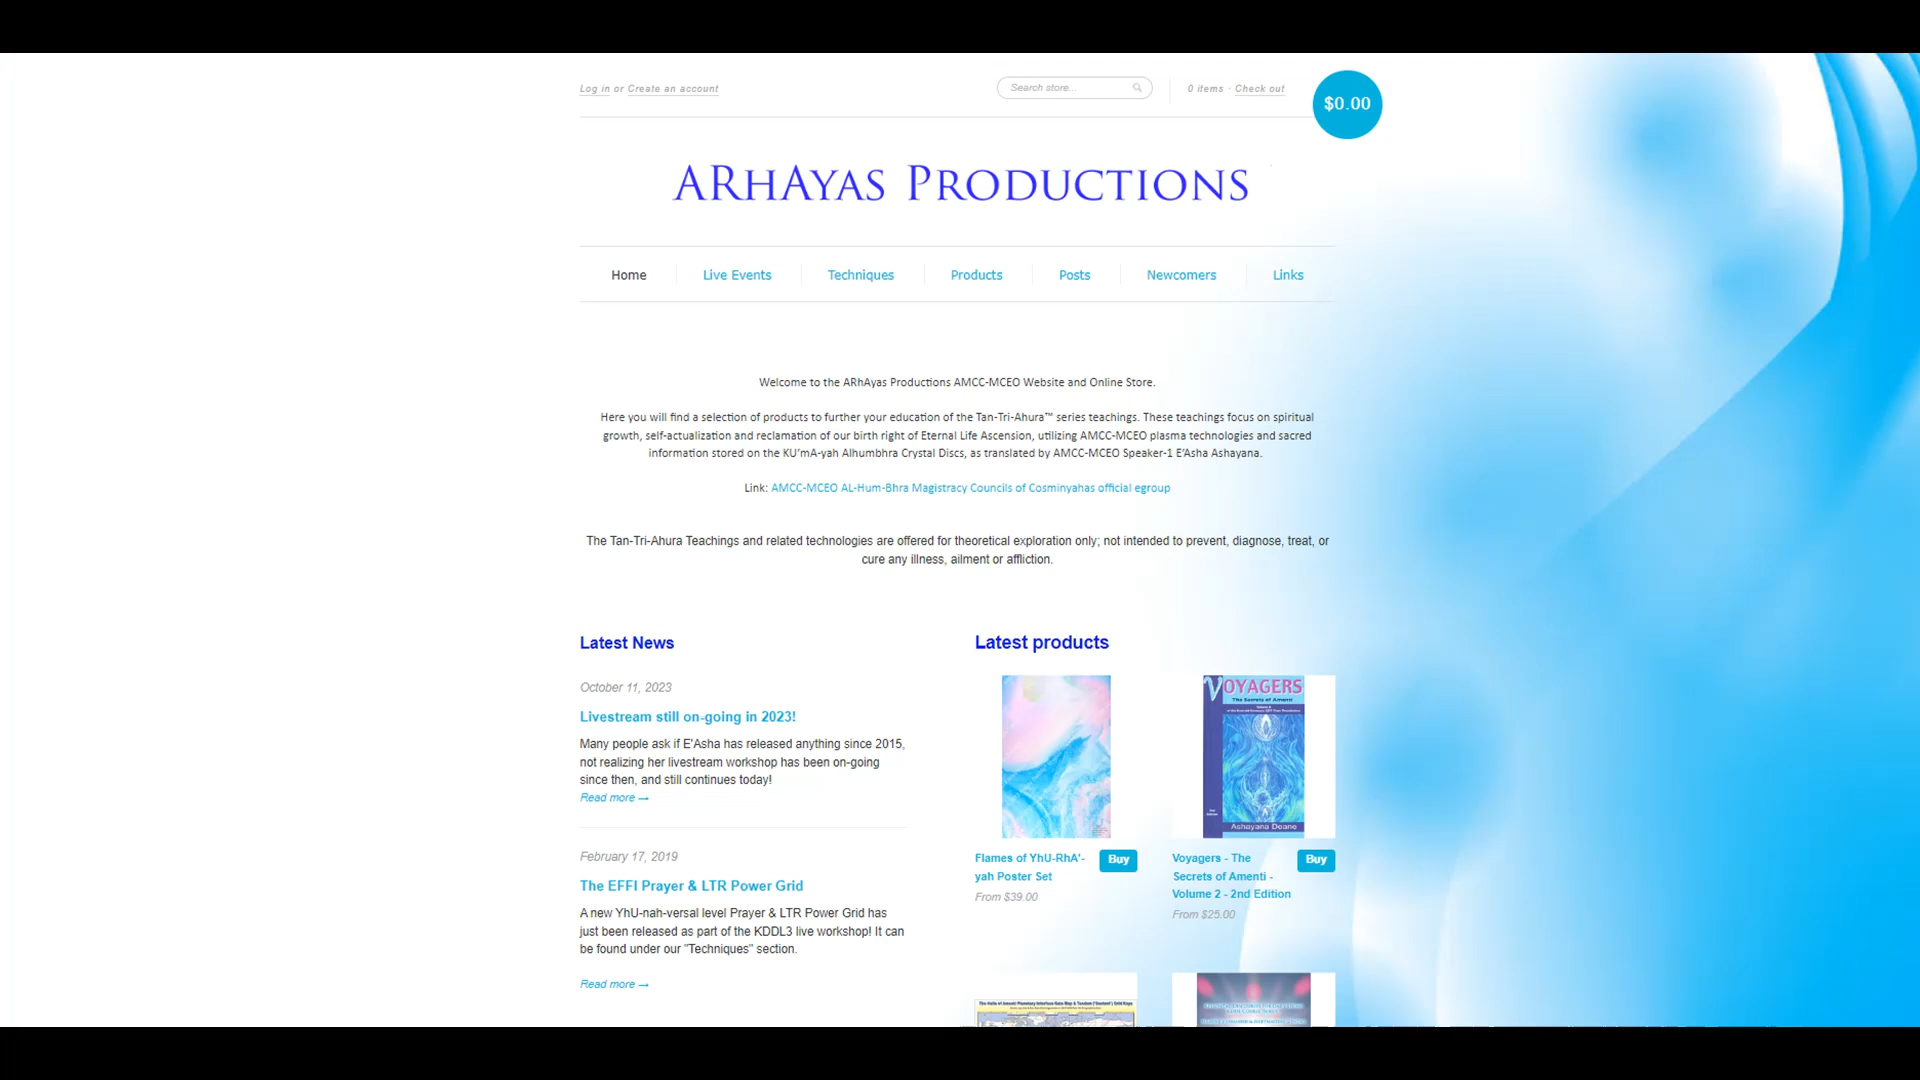 Log in or Create an account
Search store...
0 items · Check out
$0.00
ARhAyas Productions
Home
Live Events
Techniques
Products
Posts
Newcomers
Links
Welcome to the ARhAyas Productions AMCC-MCEO Website and Online Store.
Here you will find a selection of products to further your education of the Tan-Tri-Ahura™ series teachings. These teachings focus on spiritual
growth, self-actualization and reclamation of our birth right of Eternal Life Ascension, utilizing AMCC-MCEO plasma technologies and sacred
information stored on the KU'mA-yah Alhumbhra Crystal Discs, as translated by AMCC-MCEO Speaker-1 E'Asha Ashayana.
Link: AMCC-MCEO AL-Hum-Bhra Magistracy Councils of Cosminyahas official egroup
The Tan-Tri-Ahura Teachings and related technologies are offered for theoretical exploration only; not intended to prevent, diagnose, treat, or
cure any illness, ailment or affliction.
Latest News
October 11, 2023
Livestream still on-going in 2023!
Many people ask if E'Asha has released anything since 2015,
not realizing her livestream workshop has been on-going
since then, and still continues today!
Read more →
February 17, 2019
The EFFI Prayer & LTR Power Grid
A new YhU-nah-versal level Prayer & LTR Power Grid has
just been released as part of the KDDL3 live workshop! It can
be found under our "Techniques" section.
Read more →
Latest products
VOYAGERS
The Secrets of Amenti
Ashayana Deane
Flames of YhU-RhA'-
yah Poster Set
Buy
From $39.00
Voyagers - The
Secrets of Amenti -
Volume 2 - 2nd Edition
Buy
From $25.00